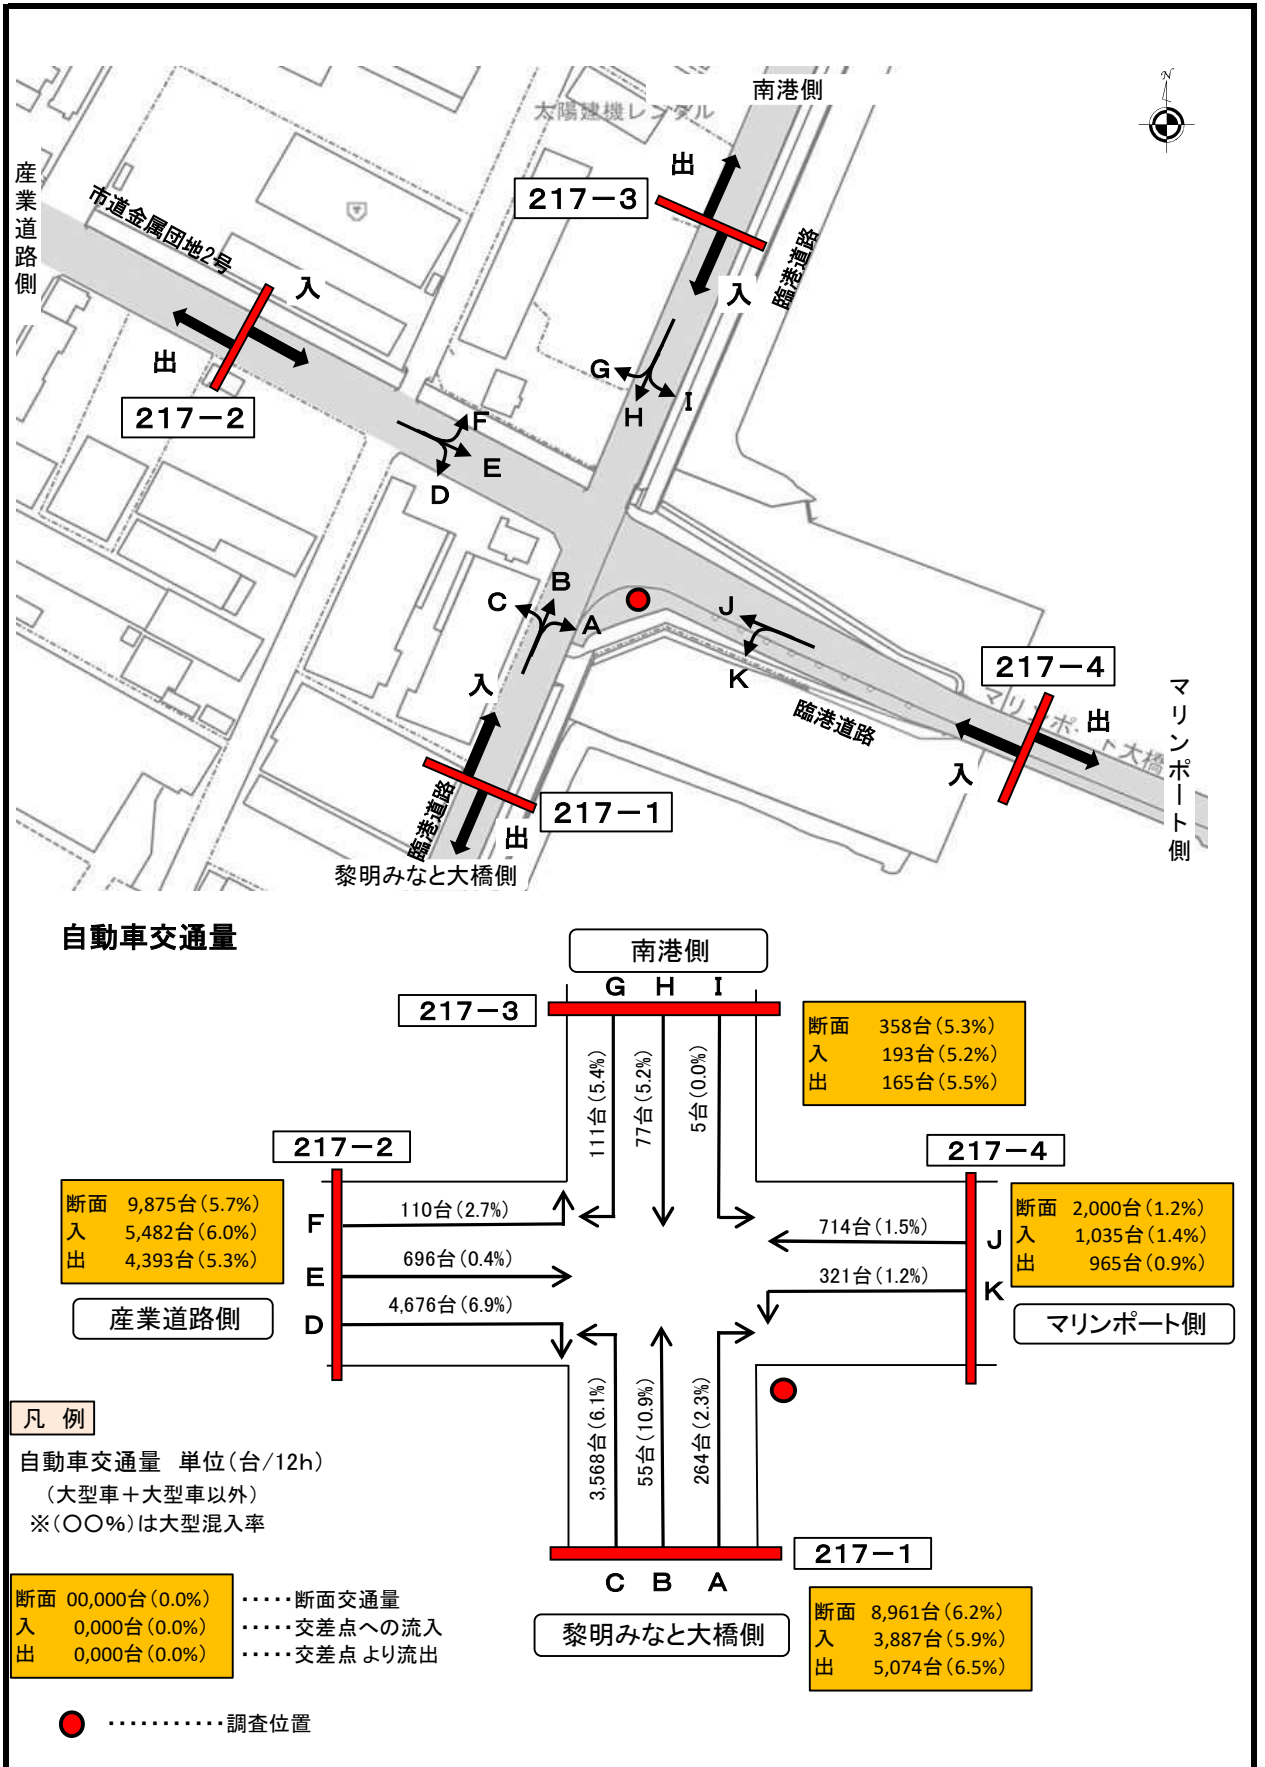 南港側
N
太陽建機レンタル
産業道路側
市道金属団地2号
217－3
出
入
臨港道路
入
出
217－2
G
H
I
F
E
D
C
B
A
J
K
217－4
マリンポート大橋
出
入
マリンポート側
臨港道路
入
臨港道路
出
217－1
黎明みなと大橋側
自動車交通量
南港側
G H I
217－3
断面 358台(5.3%)
入 193台(5.2%)
出 165台(5.5%)
111台(5.4%)
77台(5.2%)
5台(0.0%)
217－2
217－4
断面 9,875台(5.7%)
入 5,482台(6.0%)
出 4,393台(5.3%)
F 110台(2.7%)
E 696台(0.4%)
D 4,676台(6.9%)
産業道路側
714台(1.5%) J
321台(1.2%) K
断面 2,000台(1.2%)
入 1,035台(1.4%)
出 965台(0.9%)
マリンポート側
3,568台(6.1%)
55台(10.9%)
264台(2.3%)
217－1
C B A
黎明みなと大橋側
断面 8,961台(6.2%)
入 3,887台(5.9%)
出 5,074台(6.5%)
凡 例
自動車交通量 単位(台/12h)
(大型車＋大型車以外)
※(〇〇%)は大型混入率
断面 00,000台(0.0%) ･････断面交通量
入 0,000台(0.0%) ･････交差点への流入
出 0,000台(0.0%) ･････交差点より流出
･･･････････調査位置